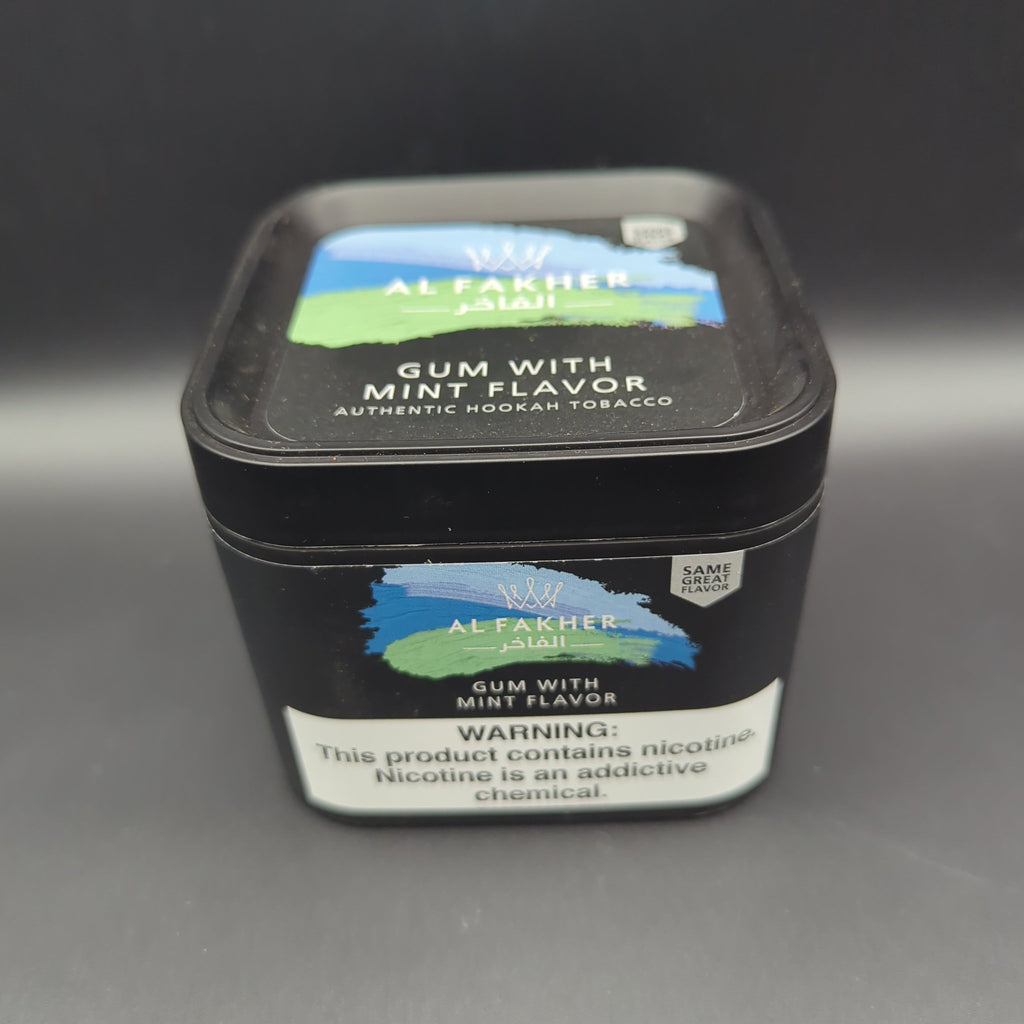 AL FAKHER
الفاخر
GUM WITH
MINT FLAVOR
AUTHENTIC HOOKAH TOBACCO
SAME
GREAT
FLAVOR
AL FAKHER
الفاخر
GUM WITH
MINT FLAVOR
WARNING:
This product contains nicotine.
Nicotine is an addictive
chemical.